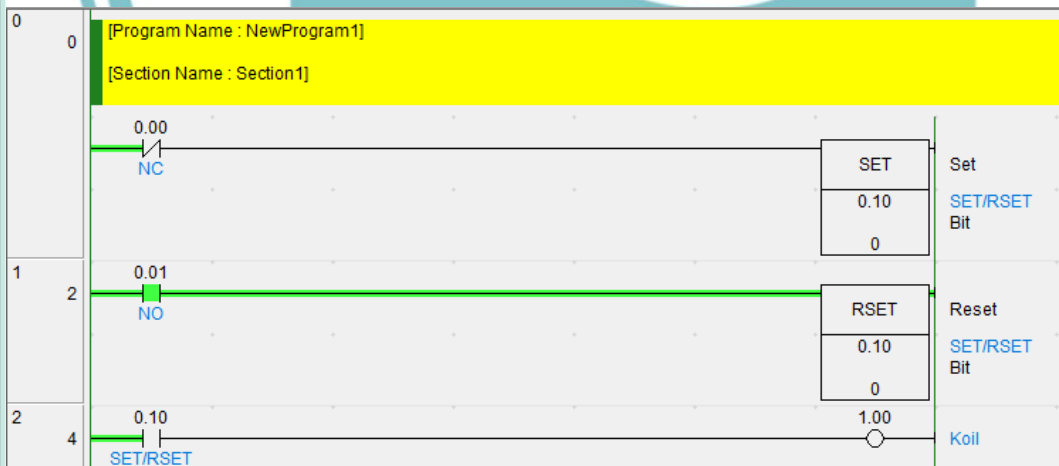 0
0
[Program Name : NewProgram1]
[Section Name : Section1]
0.00
NC
SET
Set
0.10
SET/RSET
Bit
0
1
2
0.01
NO
RSET
Reset
0.10
SET/RSET
Bit
0
2
4
0.10
SET/RSET
1.00
Koil